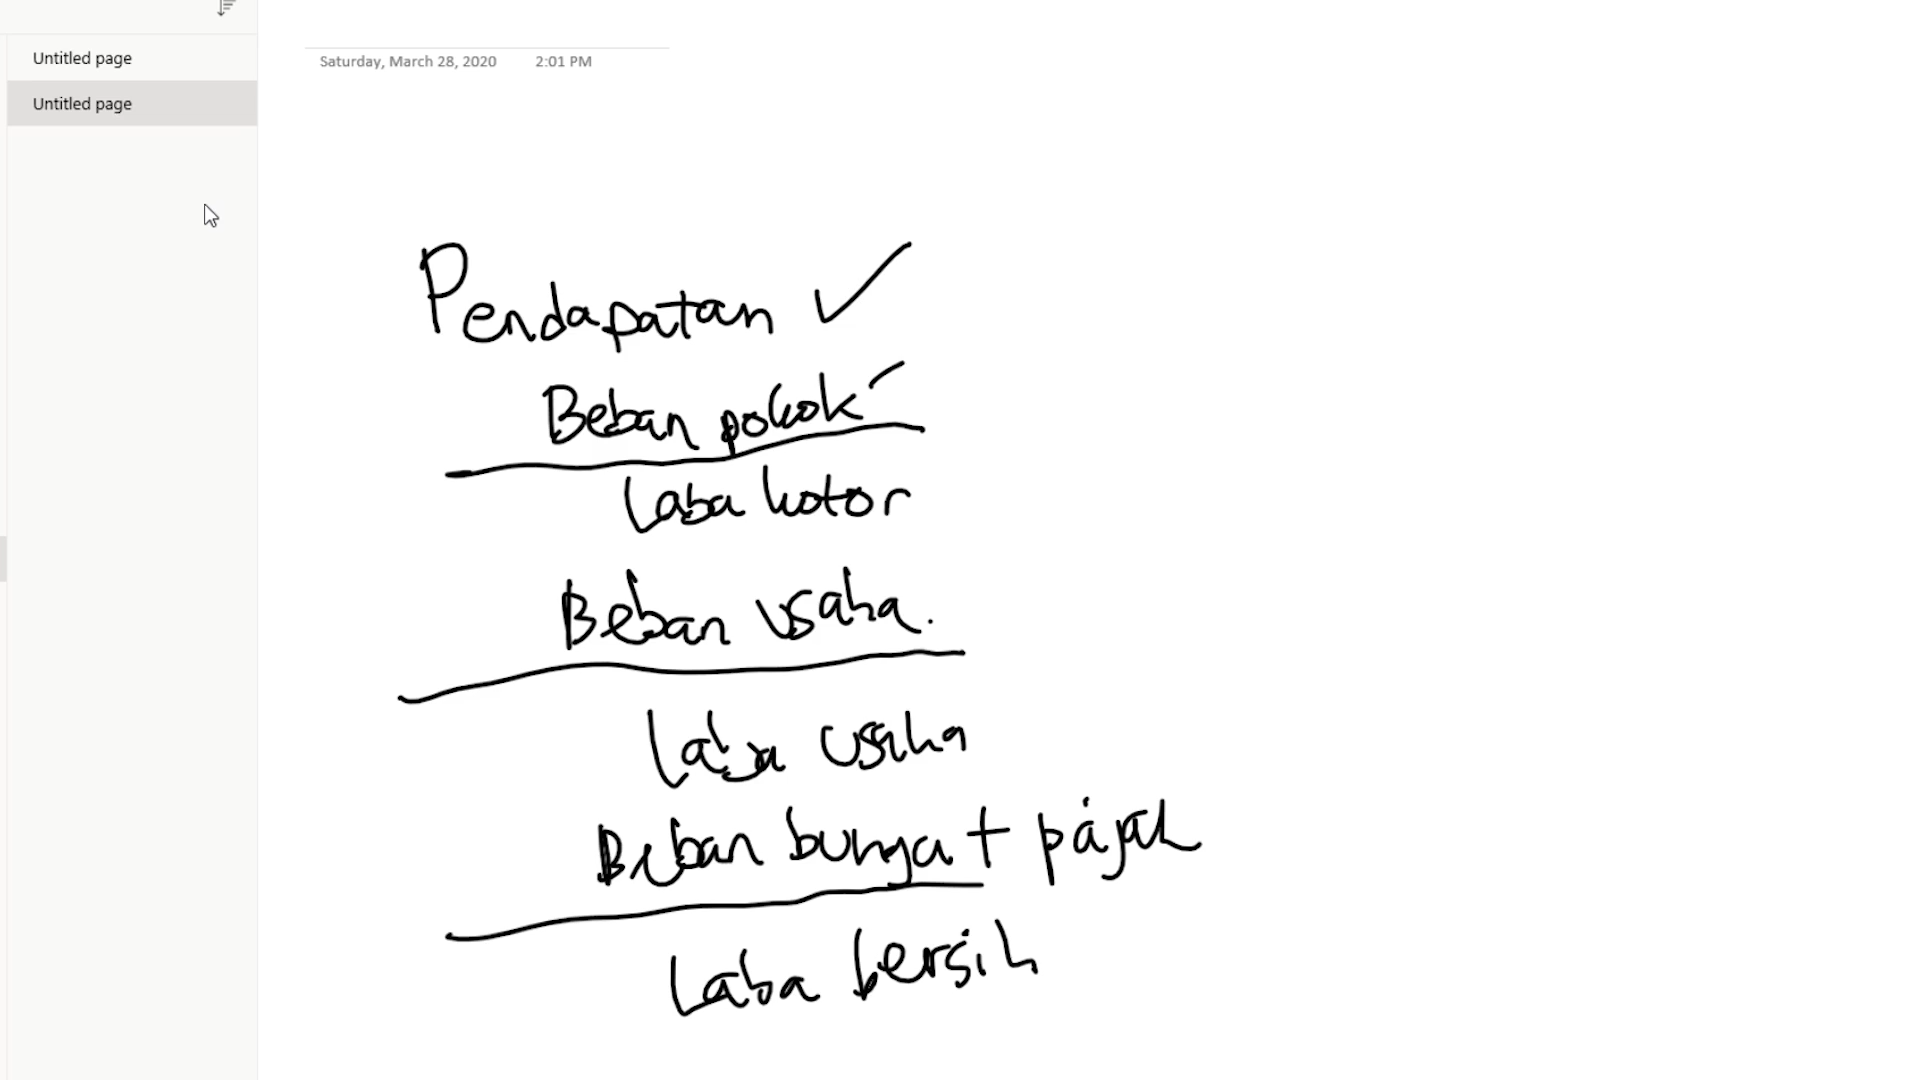 Untitled page
Untitled page
Saturday, March 28, 2020 2:01 PM
Pendapatan ✓
Beban pokok
Laba kotor
Beban usaha.
Laba usaha
Beban bunga + pajak
Laba bersih